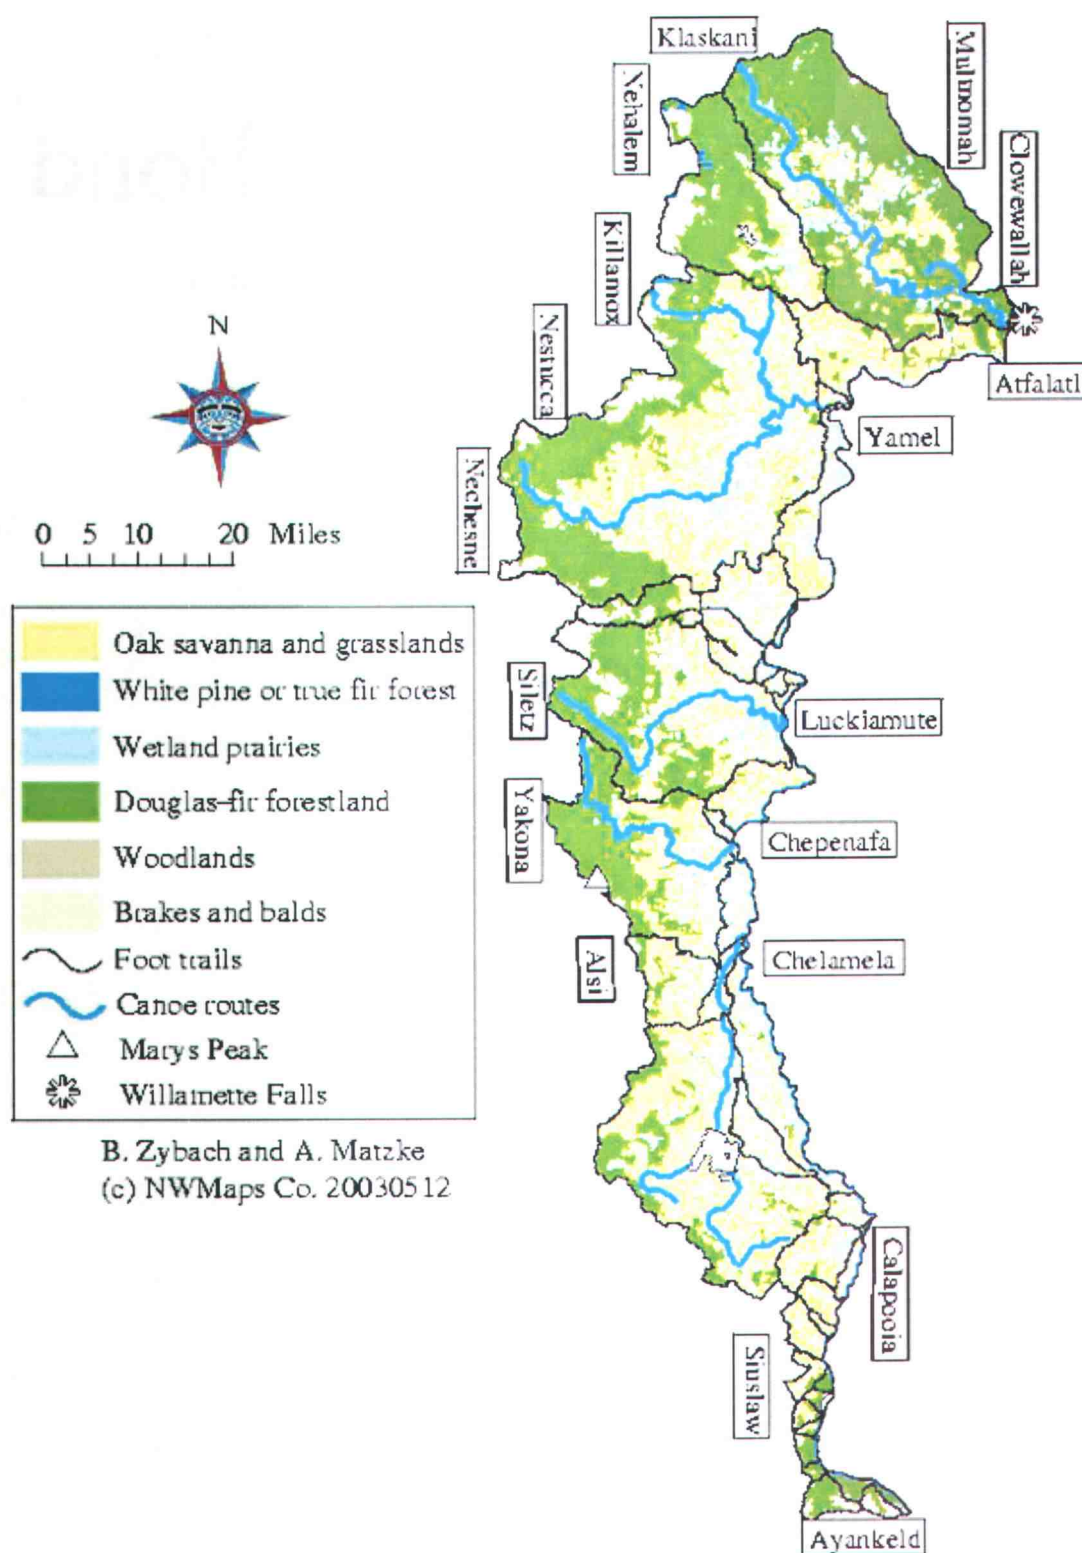 Klaskani
Multnomah
Nehalem
Clowewallah
Killamox
Nestucca
N
Atfalatl
Yamel
Nechesne
0 5 10 20 Miles
Oak savanna and grasslands
White pine or true fir forest
Siletz
Luckiamute
Wetland prairies
Douglas-fir forestland
Yakona
Chepenafa
Woodlands
Brakes and balds
Foot trails
Alsi
Chelamela
Canoe routes
Marys Peak
Willamette Falls
B. Zybach and A. Matzke
(c) NWMaps Co. 20030512
Calapooia
Siuslaw
Ayankeld